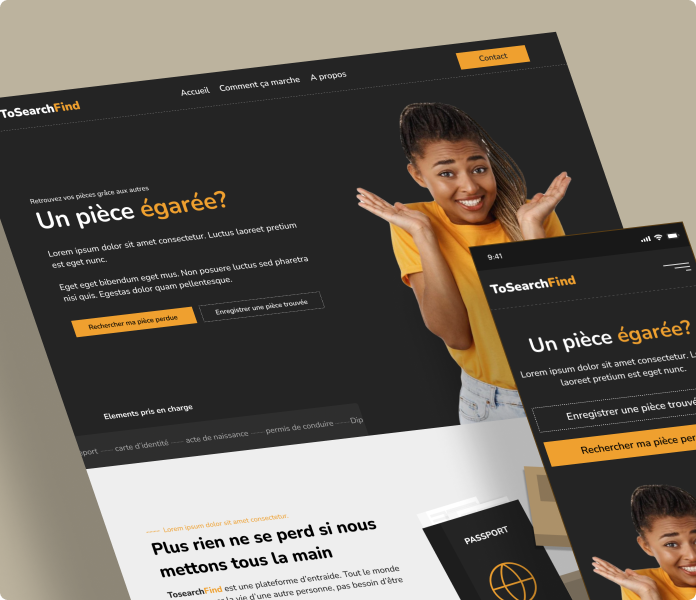 ToSearchFind
Accueil Comment ça marche A propos
Contact
Retrouvez vos pièces grâce aux autres
Un pièce égarée?
Lorem ipsum dolor sit amet consectetur. Luctus laoreet pretium
est eget nunc.
Eget eget bibendum eget mus. Non posuere luctus sed pharetra
nisi quis. Egestas dolor quam pellentesque.
Rechercher ma pièce perdue
Enregistrer une pièce trouvée
Elements pris en charge
port carte d'identité acte de naissance permis de conduire Dip
Lorem ipsum dolor sit amet consectetur.
Plus rien ne se perd si nous
mettons tous la main
TosearchFind est une plateforme d'entraide. Tout le monde
la vie d'une autre personne, pas besoin d'être
PASSPORT
9:41
ToSearchFind
Un pièce égarée?
Lorem ipsum dolor sit amet consectetur. L
laoreet pretium est eget nunc.
Enregistrer une pièce trouvé
Rechercher ma pièce per